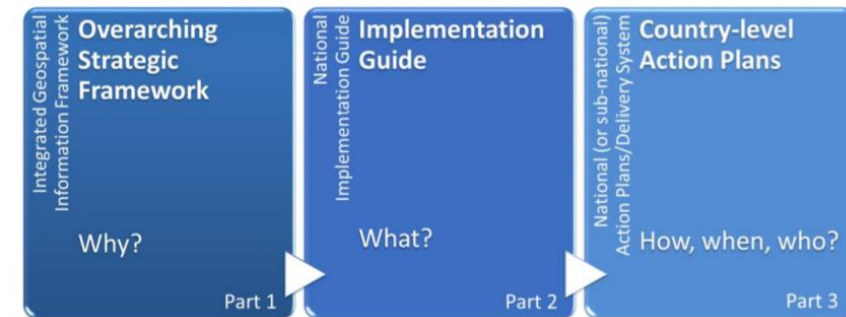 Integrated Geospatial
Information Framework
Overarching
Strategic
Framework
Why?
Part 1
National
Implementation Guide
Implementation
Guide
What?
Part 2
National (or sub-national)
Action Plans/Delivery System
Country-level
Action Plans
How, when, who?
Part 3